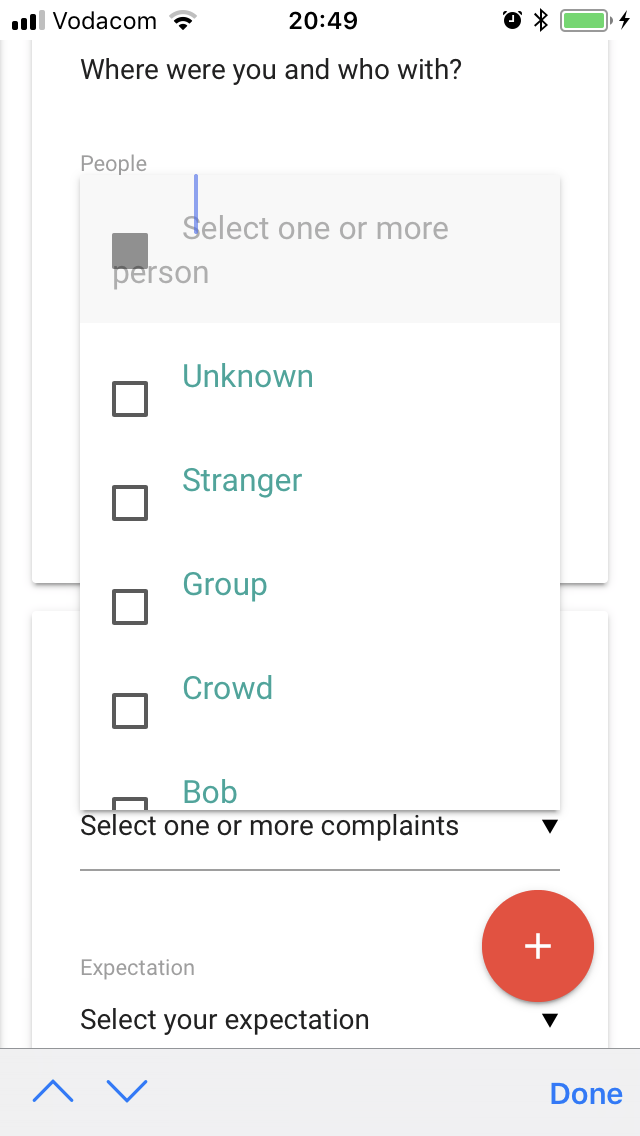 Vodacom 20:49
Where were you and who with?
People
Select one or more
person
Unknown
Stranger
Group
Crowd
Bob
Select one or more complaints
Expectation
Select your expectation
Done